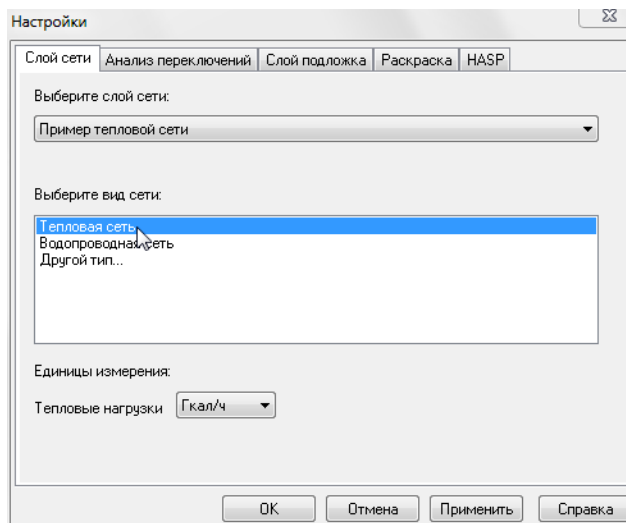 Настройки
Слой сети Анализ переключений Слой подложка Раскраска HASP
Выберите слой сети:
Пример тепловой сети
Выберите вид сети:
Тепловая сеть
Водопроводная сеть
Другой тип...
Единицы измерения:
Тепловые нагрузки Гкал/ч
OK Отмена Применить Справка